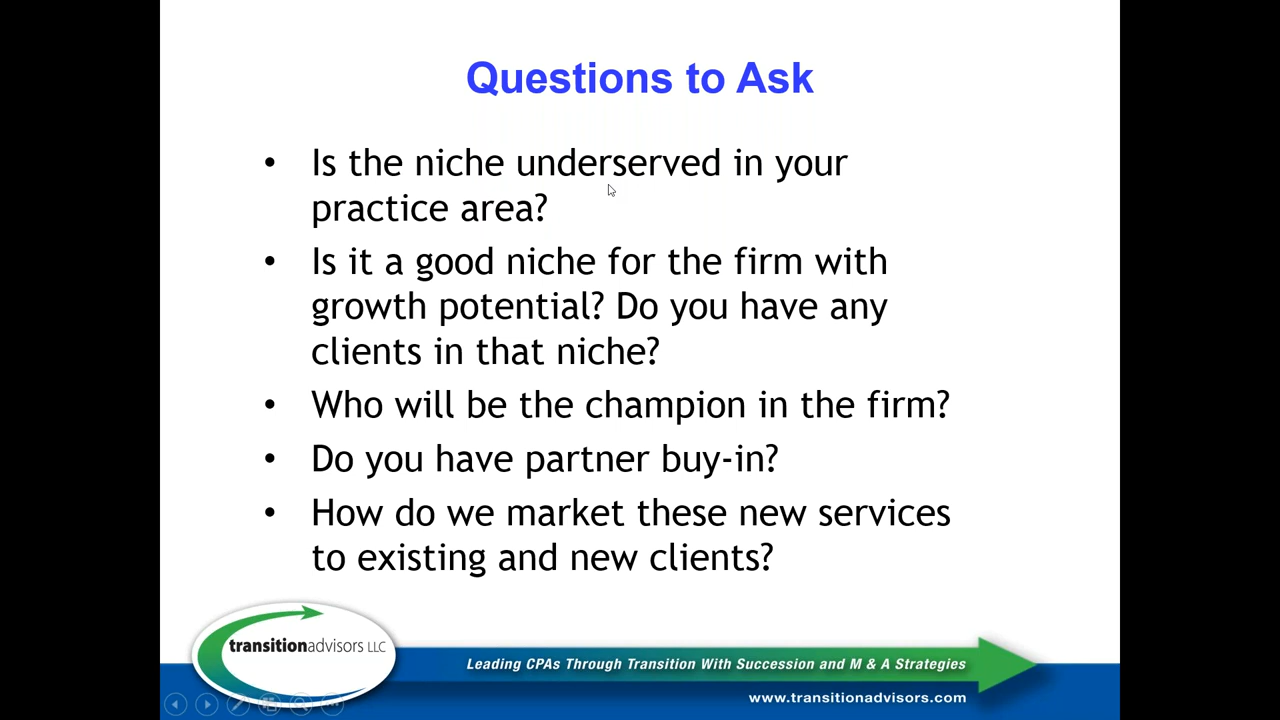 Questions to Ask
• Is the niche underserved in your
practice area?
• Is it a good niche for the firm with
growth potential? Do you have any
clients in that niche?
• Who will be the champion in the firm?
• Do you have partner buy-in?
• How do we market these new services
to existing and new clients?
transitionadvisors LLC
Leading CPAs Through Transition With Succession and M & A Strategies
www.transitionadvisors.com